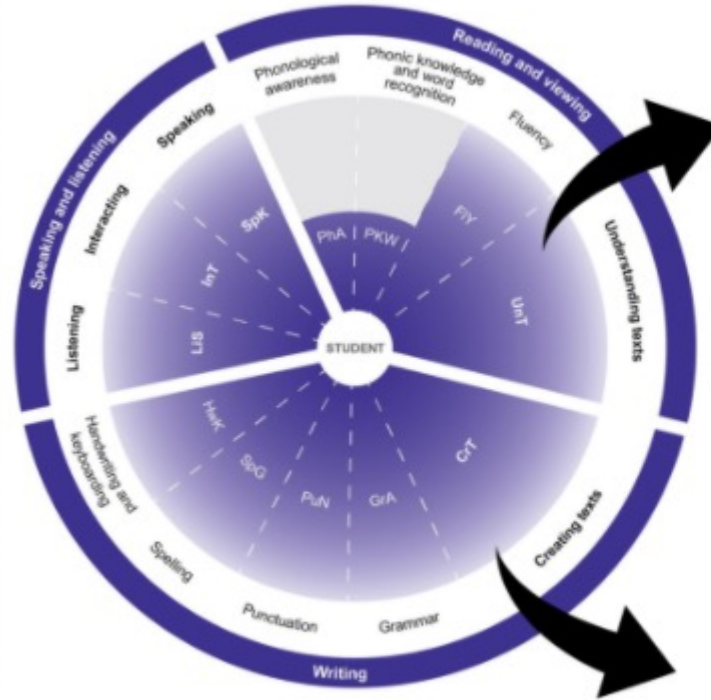 Reading and viewing
Phonological
awareness
Phonic knowledge
and word
recognition
Fluency
Understanding texts
PhA
PKW
FlY
UnT
Speaking and listening
Speaking
Interacting
Listening
SpK
InT
LiS
STUDENT
HwK
SpG
PuN
GrA
CrT
Handwriting and
keyboarding
Spelling
Punctuation
Grammar
Creating texts
Writing